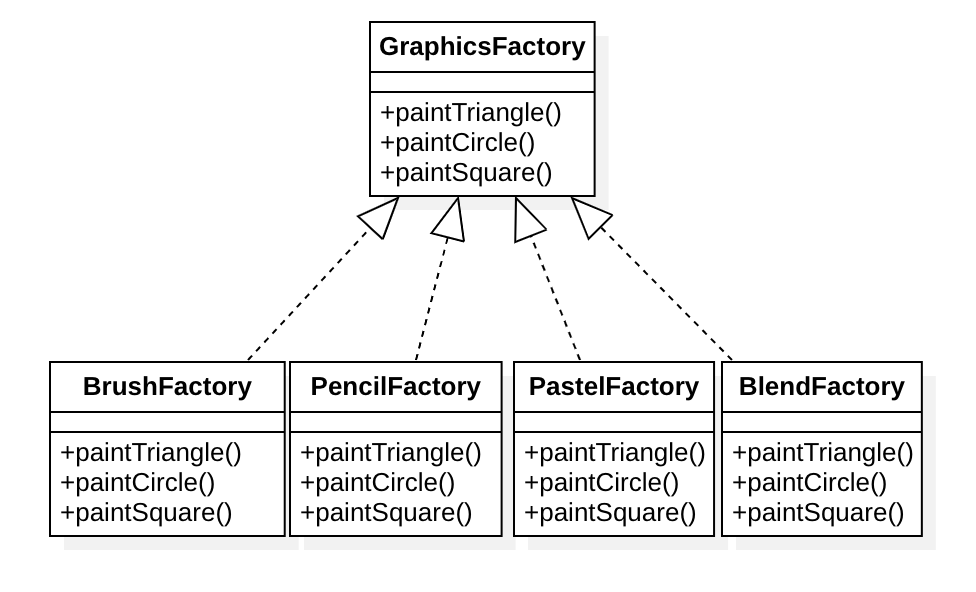 GraphicsFactory
+paintTriangle()
+paintCircle()
+paintSquare()
BrushFactory
+paintTriangle()
+paintCircle()
+paintSquare()
PencilFactory
+paintTriangle()
+paintCircle()
+paintSquare()
PastelFactory
+paintTriangle()
+paintCircle()
+paintSquare()
BlendFactory
+paintTriangle()
+paintCircle()
+paintSquare()